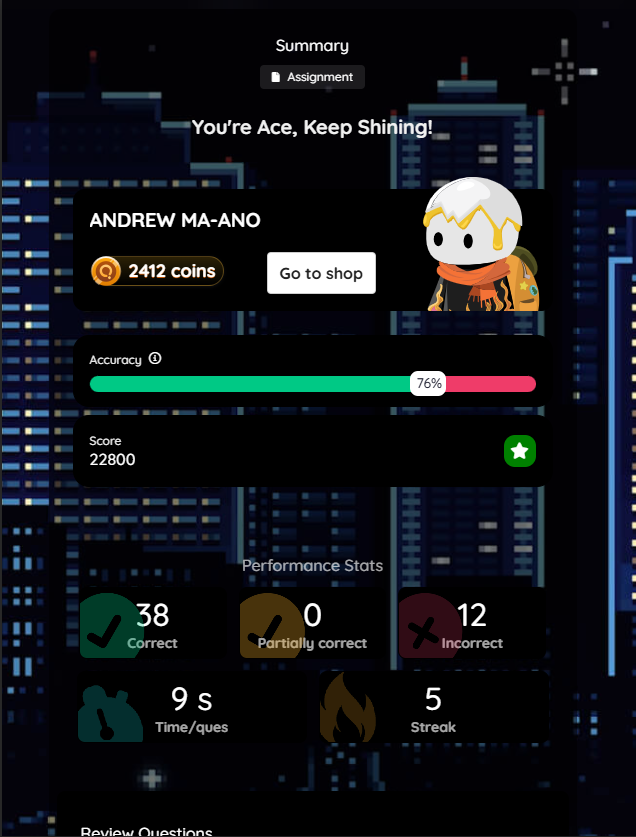 Summary
Assignment
You're Ace, Keep Shining!
ANDREW MA-ANO
2412 coins
Go to shop
Accuracy
76%
Score
22800
Performance Stats
38
Correct
0
Partially correct
12
Incorrect
9 s
Time/ques
5
Streak
Review Questions